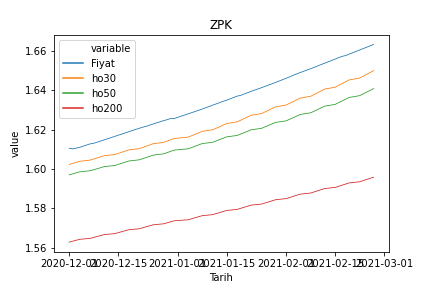 ZPK
variable
Fiyat
ho30
ho50
ho200
value
1.66
1.64
1.62
1.60
1.58
1.56
2020-12-01
2020-12-15
2021-01-01
2021-01-15
2021-02-01
2021-02-15
2021-03-01
Tarih